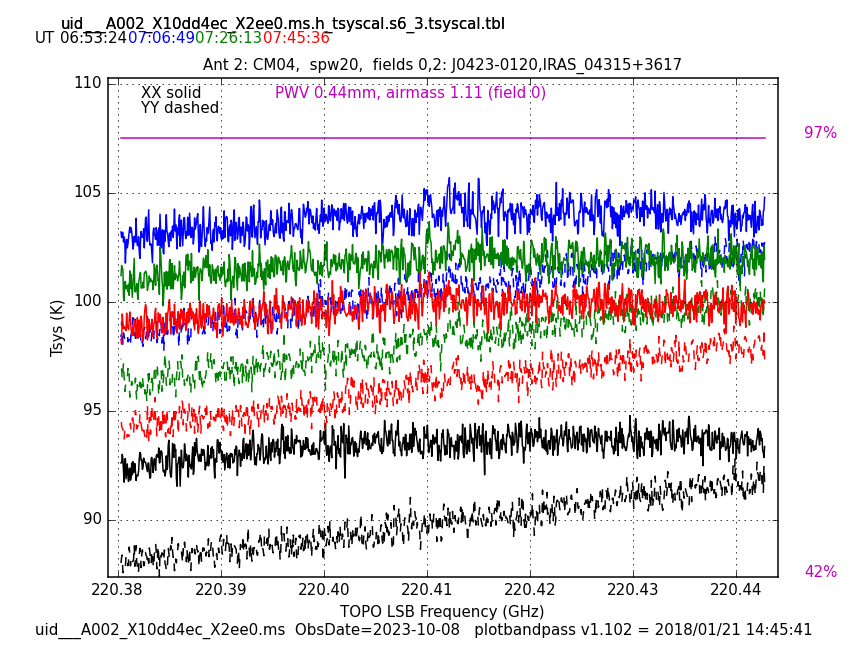 uid___A002_X10dd4ec_X2ee0.ms.h_tsyscal.s6_3.tsyscal.tbl
UT 06:53:24 07:06:49 07:26:13 07:45:36
Ant 2: CM04,  spw20,  fields 0,2: J0423-0120,IRAS_04315+3617
110
XX solid
PWV 0.44mm, airmass 1.11 (field 0)
YY dashed
97%
105
100
Tsys (K)
95
90
42%
220.38 220.39 220.40 220.41 220.42 220.43 220.44
TOPO LSB Frequency (GHz)
uid___A002_X10dd4ec_X2ee0.ms  ObsDate=2023-10-08   plotbandpass v1.102 = 2018/01/21 14:45:41